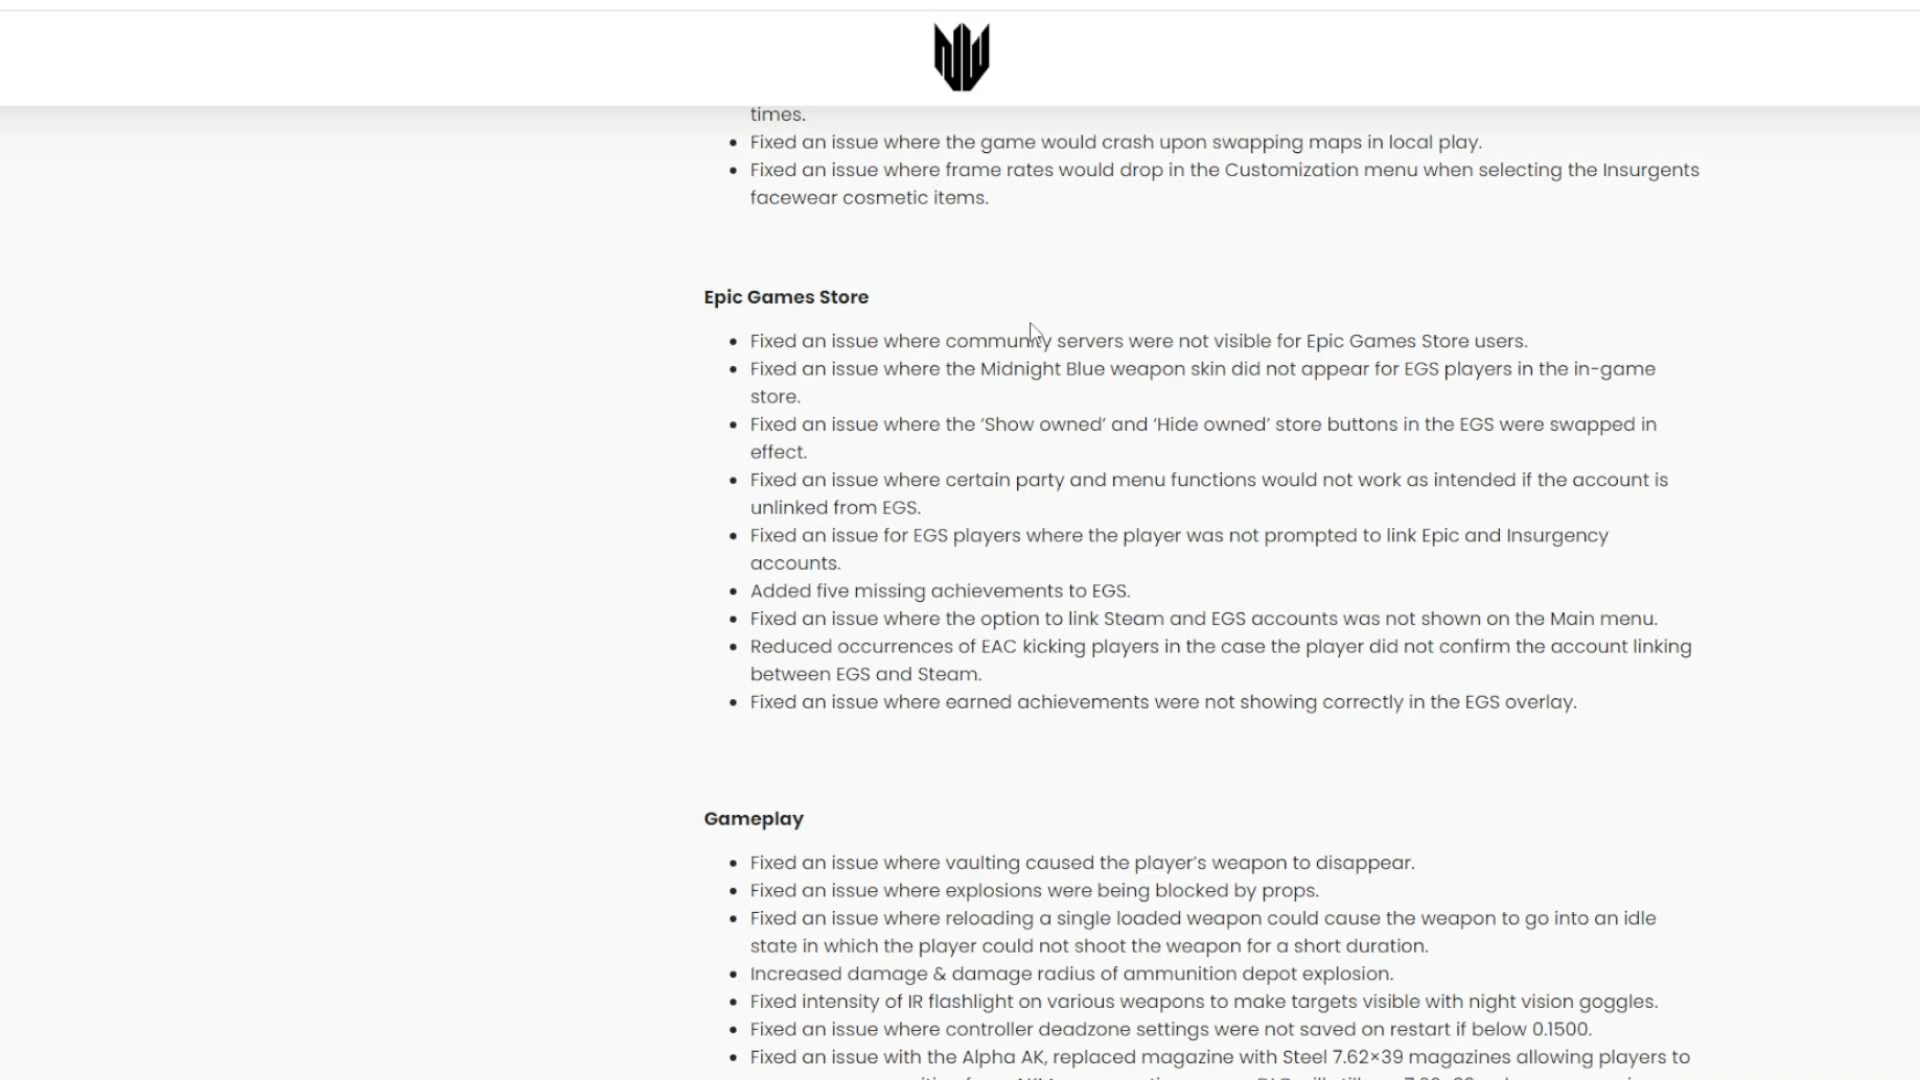 times.
• Fixed an issue where the game would crash upon swapping maps in local play.
• Fixed an issue where frame rates would drop in the Customization menu when selecting the Insurgents
facewear cosmetic items.
Epic Games Store
• Fixed an issue where community servers were not visible for Epic Games Store users.
• Fixed an issue where the Midnight Blue weapon skin did not appear for EGS players in the in-game
store.
• Fixed an issue where the ‘Show owned’ and ‘Hide owned’ store buttons in the EGS were swapped in
effect.
• Fixed an issue where certain party and menu functions would not work as intended if the account is
unlinked from EGS.
• Fixed an issue for EGS players where the player was not prompted to link Epic and Insurgency
accounts.
• Added five missing achievements to EGS.
• Fixed an issue where the option to link Steam and EGS accounts was not shown on the Main menu.
• Reduced occurrences of EAC kicking players in the case the player did not confirm the account linking
between EGS and Steam.
• Fixed an issue where earned achievements were not showing correctly in the EGS overlay.
Gameplay
• Fixed an issue where vaulting caused the player’s weapon to disappear.
• Fixed an issue where explosions were being blocked by props.
• Fixed an issue where reloading a single loaded weapon could cause the weapon to go into an idle
state in which the player could not shoot the weapon for a short duration.
• Increased damage & damage radius of ammunition depot explosion.
• Fixed intensity of IR flashlight on various weapons to make targets visible with night vision goggles.
• Fixed an issue where controller deadzone settings were not saved on restart if below 0.1500.
• Fixed an issue with the Alpha AK, replaced magazine with Steel 7.62×39 magazines allowing players to